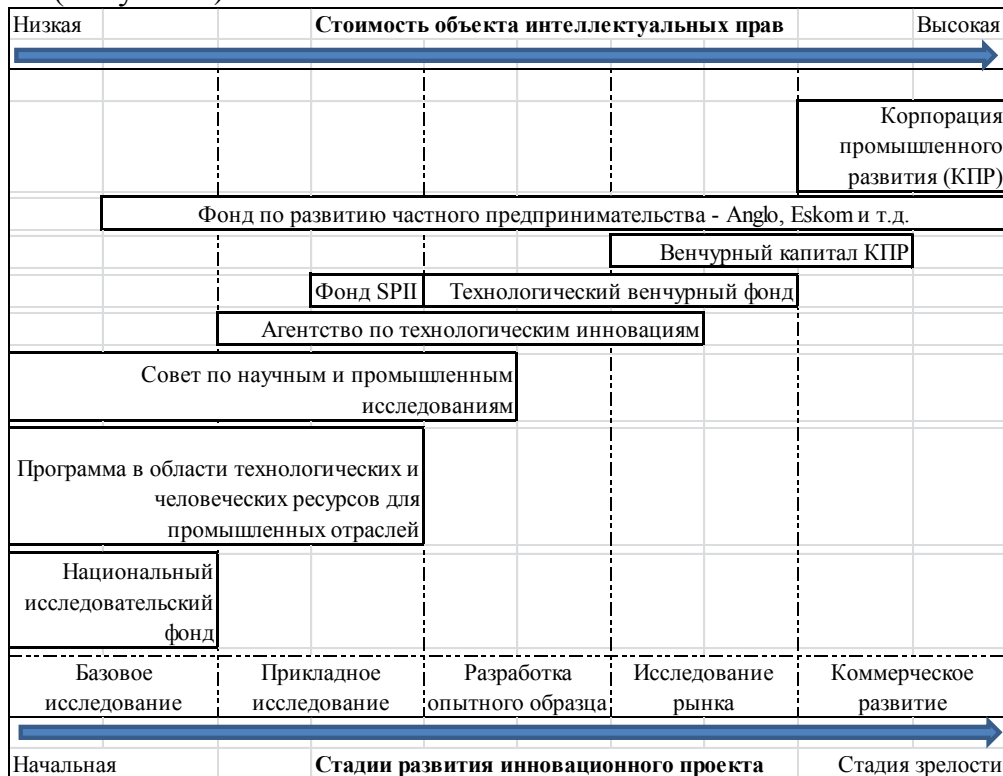 Низкая Стоимость объекта интеллектуальных прав Высокая
Корпорация
промышленного
развития (КПР)
Фонд по развитию частного предпринимательства - Anglo, Eskom и т.д.
Венчурный капитал КПР
Фонд SPII Технологический венчурный фонд
Агентство по технологическим инновациям
Совет по научным и промышленным
исследованиям
Программа в области технологических и
человеческих ресурсов для
промышленных отраслей
Национальный
исследовательский
фонд
Базовое Прикладное Разработка Исследование Коммерческое
исследование исследование опытного образца рынка развитие
Начальная Стадии развития инновационного проекта Стадия зрелости